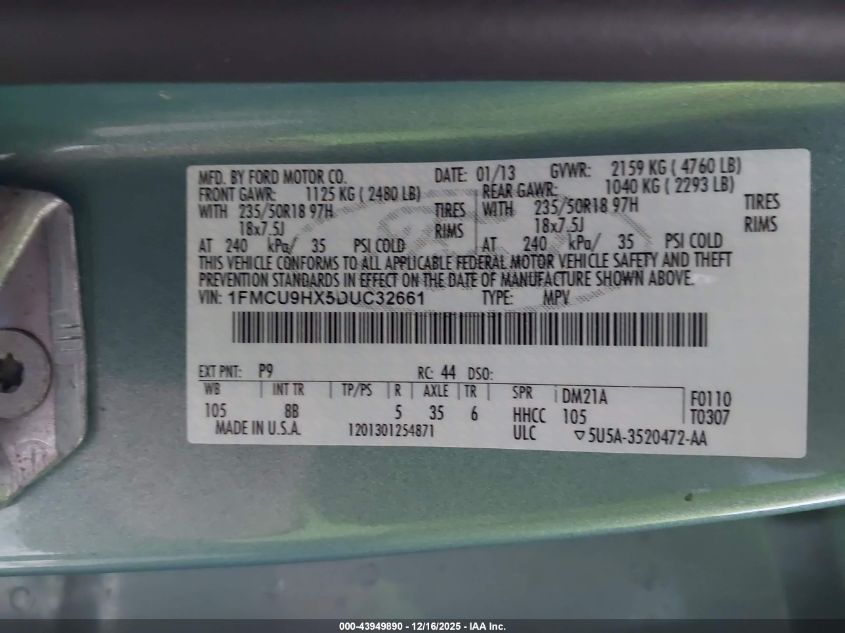 MFD. BY FORD MOTOR CO. DATE: 01/13 GVWR: 2159 KG ( 4760 LB)
FRONT GAWR: 1125 KG ( 2480 LB) REAR GAWR: 1040 KG ( 2293 LB)
WITH 235/50R18 97H TIRES WITH 235/50R18 97H TIRES
18x7.5J RIMS 18x7.5J RIMS
AT 240 kPa/ 35 PSI COLD AT 240 kPa/ 35 PSI COLD
THIS VEHICLE CONFORMS TO ALL APPLICABLE FEDERAL MOTOR VEHICLE SAFETY AND THEFT
PREVENTION STANDARDS IN EFFECT ON THE DATE OF MANUFACTURE SHOWN ABOVE.
VIN: 1FMCU9HX5DUC32661 TYPE: MPV
EXT PNT: P9 RC: 44 DSO:
WB INT TR TP/PS R AXLE TR SPR DM21A F0110
105 8B 5 35 6 HHCC 105 T0307
MADE IN U.S.A. 1201301254871 ULC ▽5U5A-3520472-AA
000-43949890 - 12/16/2025 - IAA Inc.